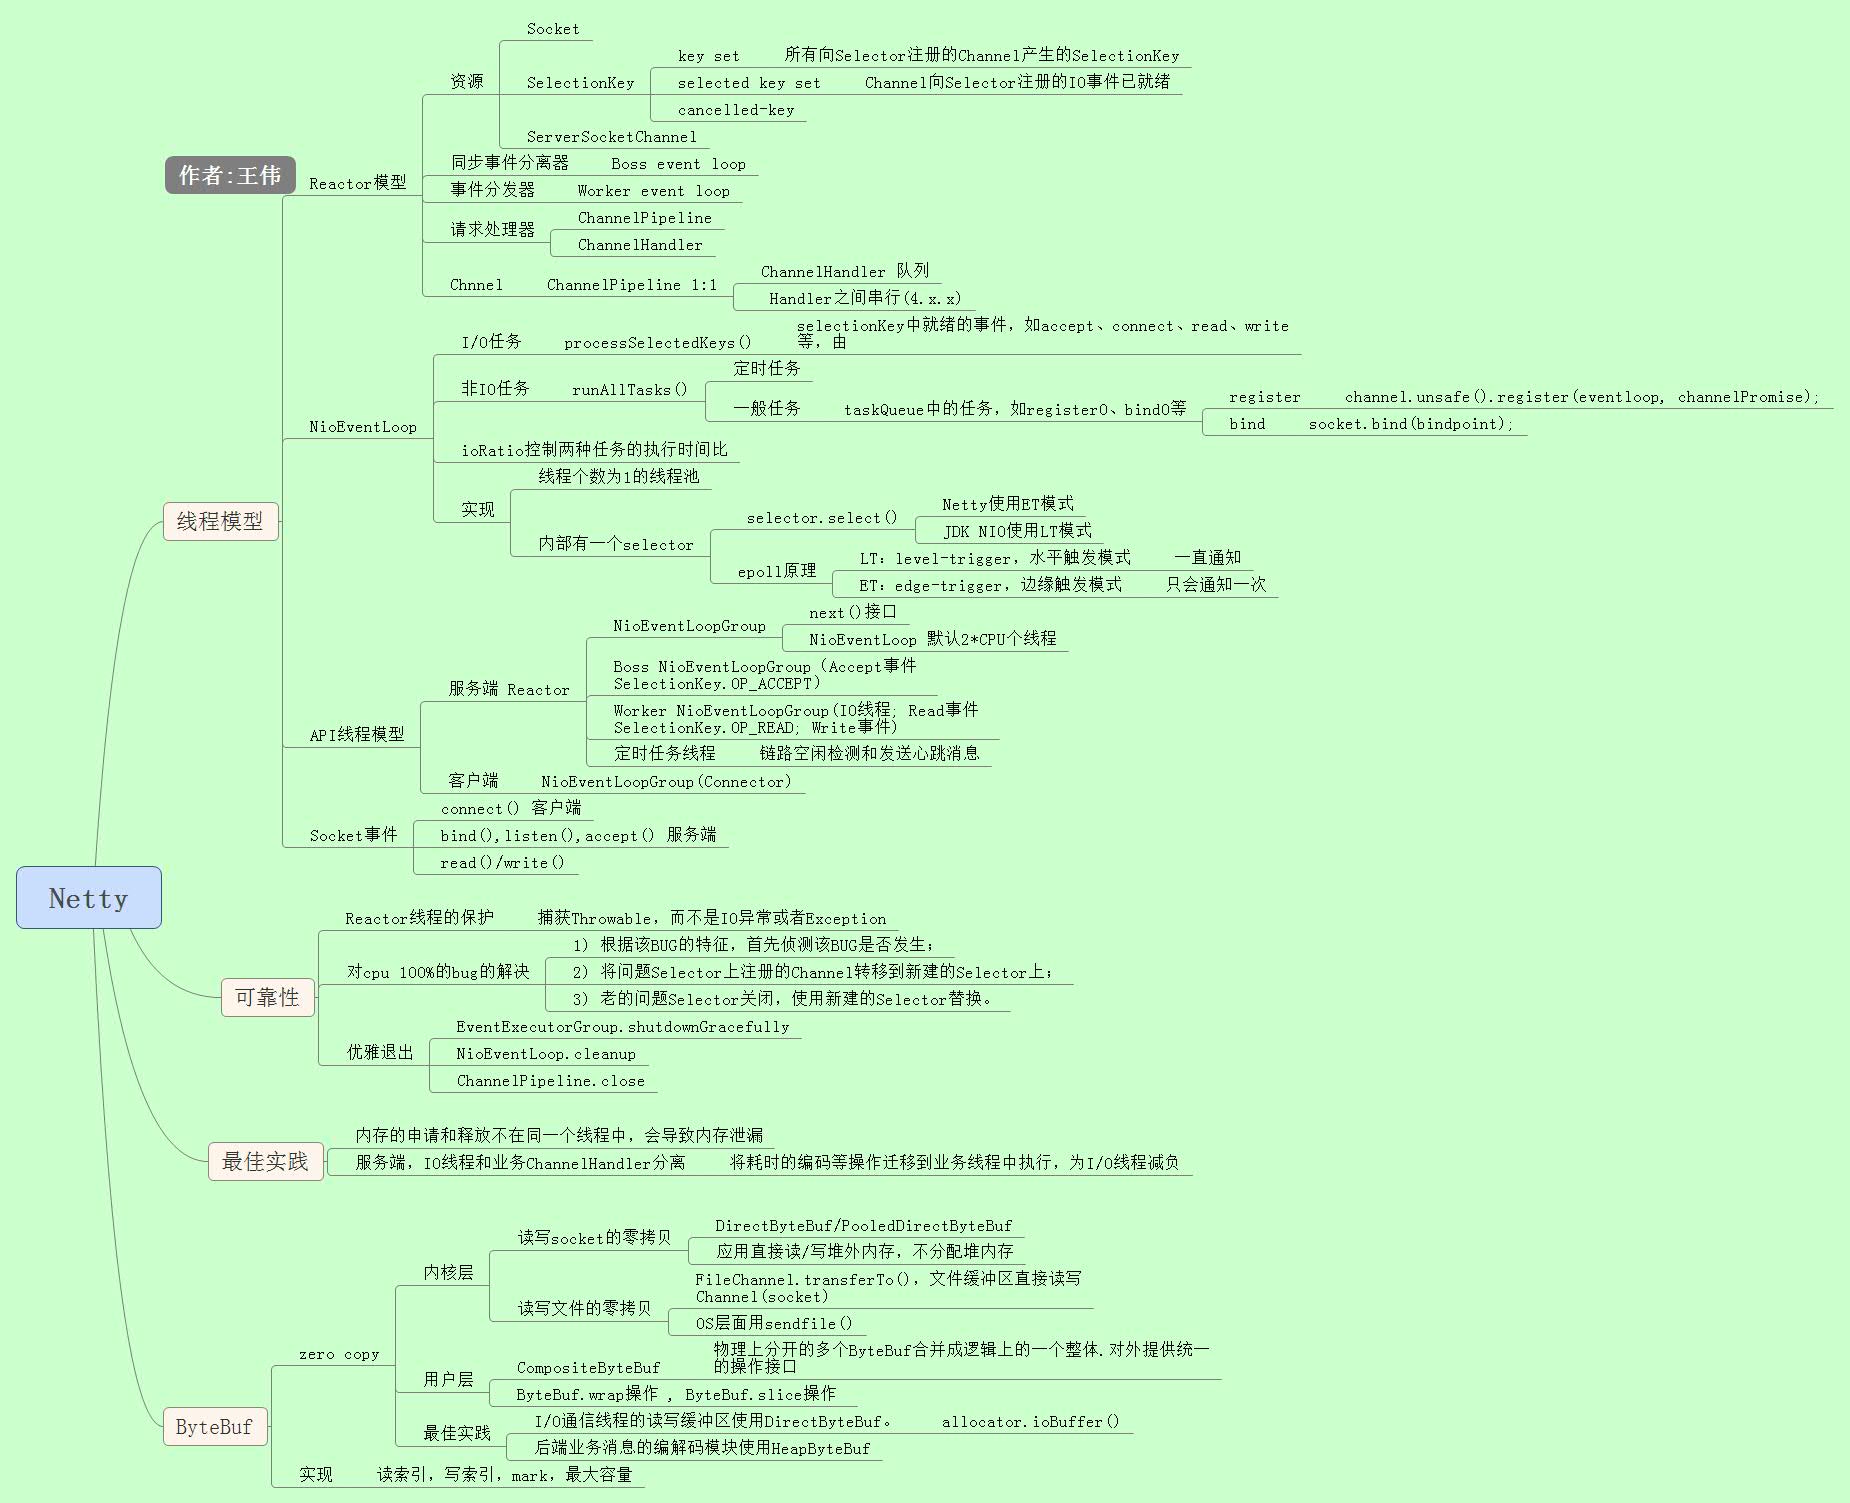 Socket
key set
所有向Selector注册的Channel产生的SelectionKey
资源
SelectionKey
selected key set
Channel向Selector注册的IO事件已就绪
cancelled-key
ServerSocketChannel
作者:王伟
Reactor模型
同步事件分离器
Boss event loop
事件分发器
Worker event loop
请求处理器
ChannelPipeline
ChannelHandler
Chnnel
ChannelPipeline 1:1
ChannelHandler 队列
Handler之间串行(4.x.x)
I/O任务
processSelectedKeys()
selectionKey中就绪的事件，如accept、connect、read、write
等，由
非IO任务
runAllTasks()
定时任务
一般任务
taskQueue中的任务，如register0、bind0等
register
channel.unsafe().register(eventloop, channelPromise);
bind
socket.bind(bindpoint);
NioEventLoop
ioRatio控制两种任务的执行时间比
实现
线程个数为1的线程池
内部有一个selector
selector.select()
Netty使用ET模式
JDK NIO使用LT模式
epoll原理
LT：level-trigger，水平触发模式
一直通知
ET：edge-trigger，边缘触发模式
只会通知一次
线程模型
API线程模型
服务端 Reactor
NioEventLoopGroup
next()接口
NioEventLoop 默认2*CPU个线程
Boss NioEventLoopGroup（Accept事件
SelectionKey.OP_ACCEPT）
Worker NioEventLoopGroup(IO线程; Read事件
SelectionKey.OP_READ; Write事件)
定时任务线程
链路空闲检测和发送心跳消息
客户端
NioEventLoopGroup(Connector)
Socket事件
connect() 客户端
bind(),listen(),accept() 服务端
read()/write()
Netty
可靠性
Reactor线程的保护
捕获Throwable，而不是IO异常或者Exception
对cpu 100%的bug的解决
1) 根据该BUG的特征，首先侦测该BUG是否发生；
2) 将问题Selector上注册的Channel转移到新建的Selector上；
3) 老的问题Selector关闭，使用新建的Selector替换。
优雅退出
EventExecutorGroup.shutdownGracefully
NioEventLoop.cleanup
ChannelPipeline.close
最佳实践
内存的申请和释放不在同一个线程中，会导致内存泄漏
服务端，IO线程和业务ChannelHandler分离
将耗时的编码等操作迁移到业务线程中执行，为I/O线程减负
ByteBuf
zero copy
内核层
读写socket的零拷贝
DirectByteBuf/PooledDirectByteBuf
应用直接读/写堆外内存，不分配堆内存
读写文件的零拷贝
FileChannel.transferTo()，文件缓冲区直接读写
Channel(socket)
OS层面用sendfile()
用户层
CompositeByteBuf
物理上分开的多个ByteBuf合并成逻辑上的一个整体.对外提供统一
的操作接口
ByteBuf.wrap操作 , ByteBuf.slice操作
最佳实践
I/O通信线程的读写缓冲区使用DirectByteBuf。
allocator.ioBuffer()
后端业务消息的编解码模块使用HeapByteBuf
实现
读索引，写索引，mark，最大容量